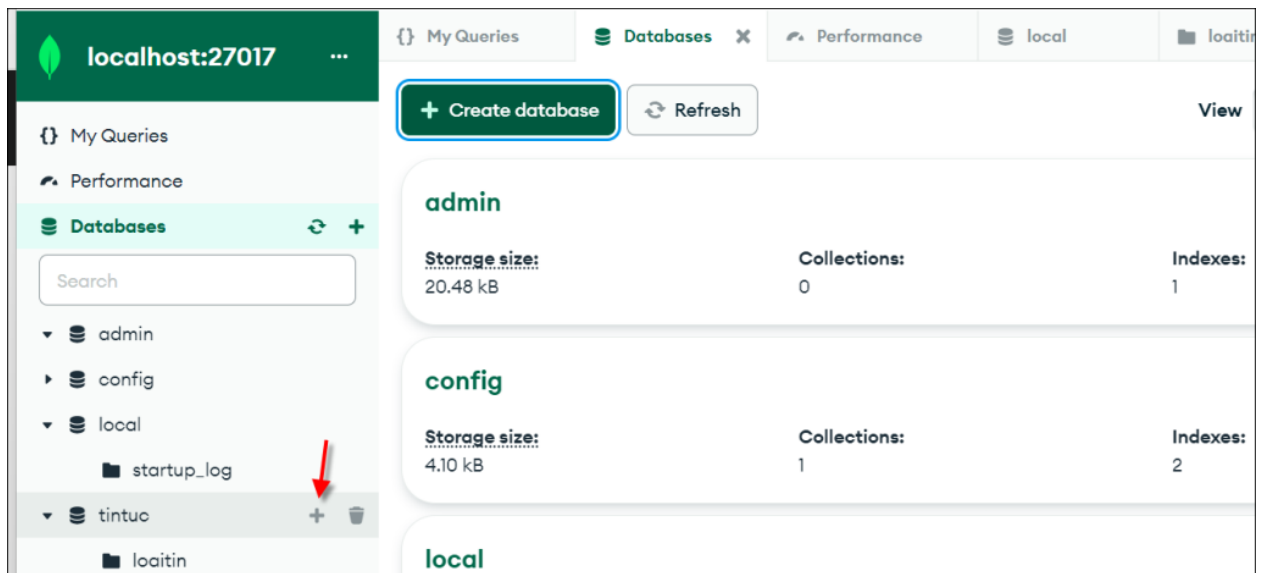 localhost:27017 ...
{} My Queries
Performance
Databases
Search
admin
config
local
startup_log
tintuc
loaitin
{} My Queries
Databases
Performance
local
+ Create database
Refresh
View
admin
Storage size:
Collections:
Indexes:
20.48 kB
0
1
config
Storage size:
Collections:
Indexes:
4.10 kB
1
2
local